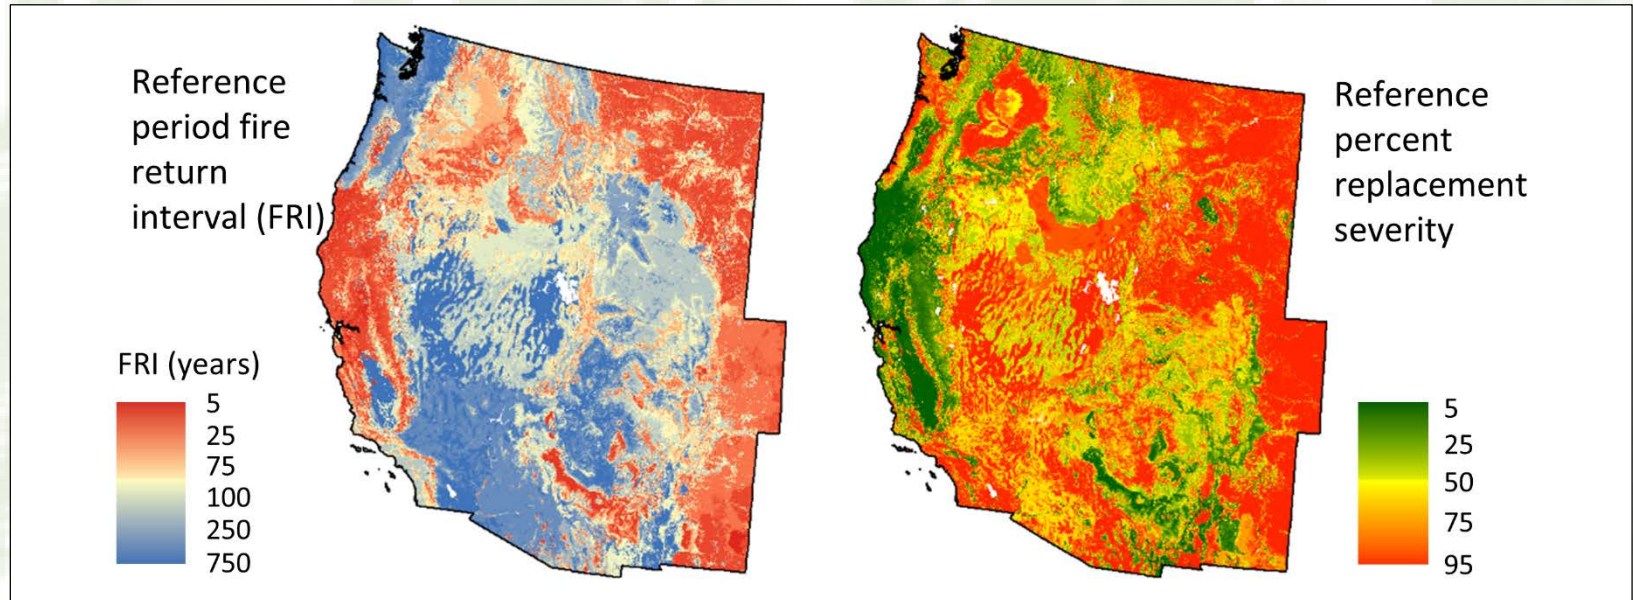 Reference
period fire
return
interval (FRI)
FRI (years)
5
25
75
100
250
750
Reference
percent
replacement
severity
5
25
50
75
95